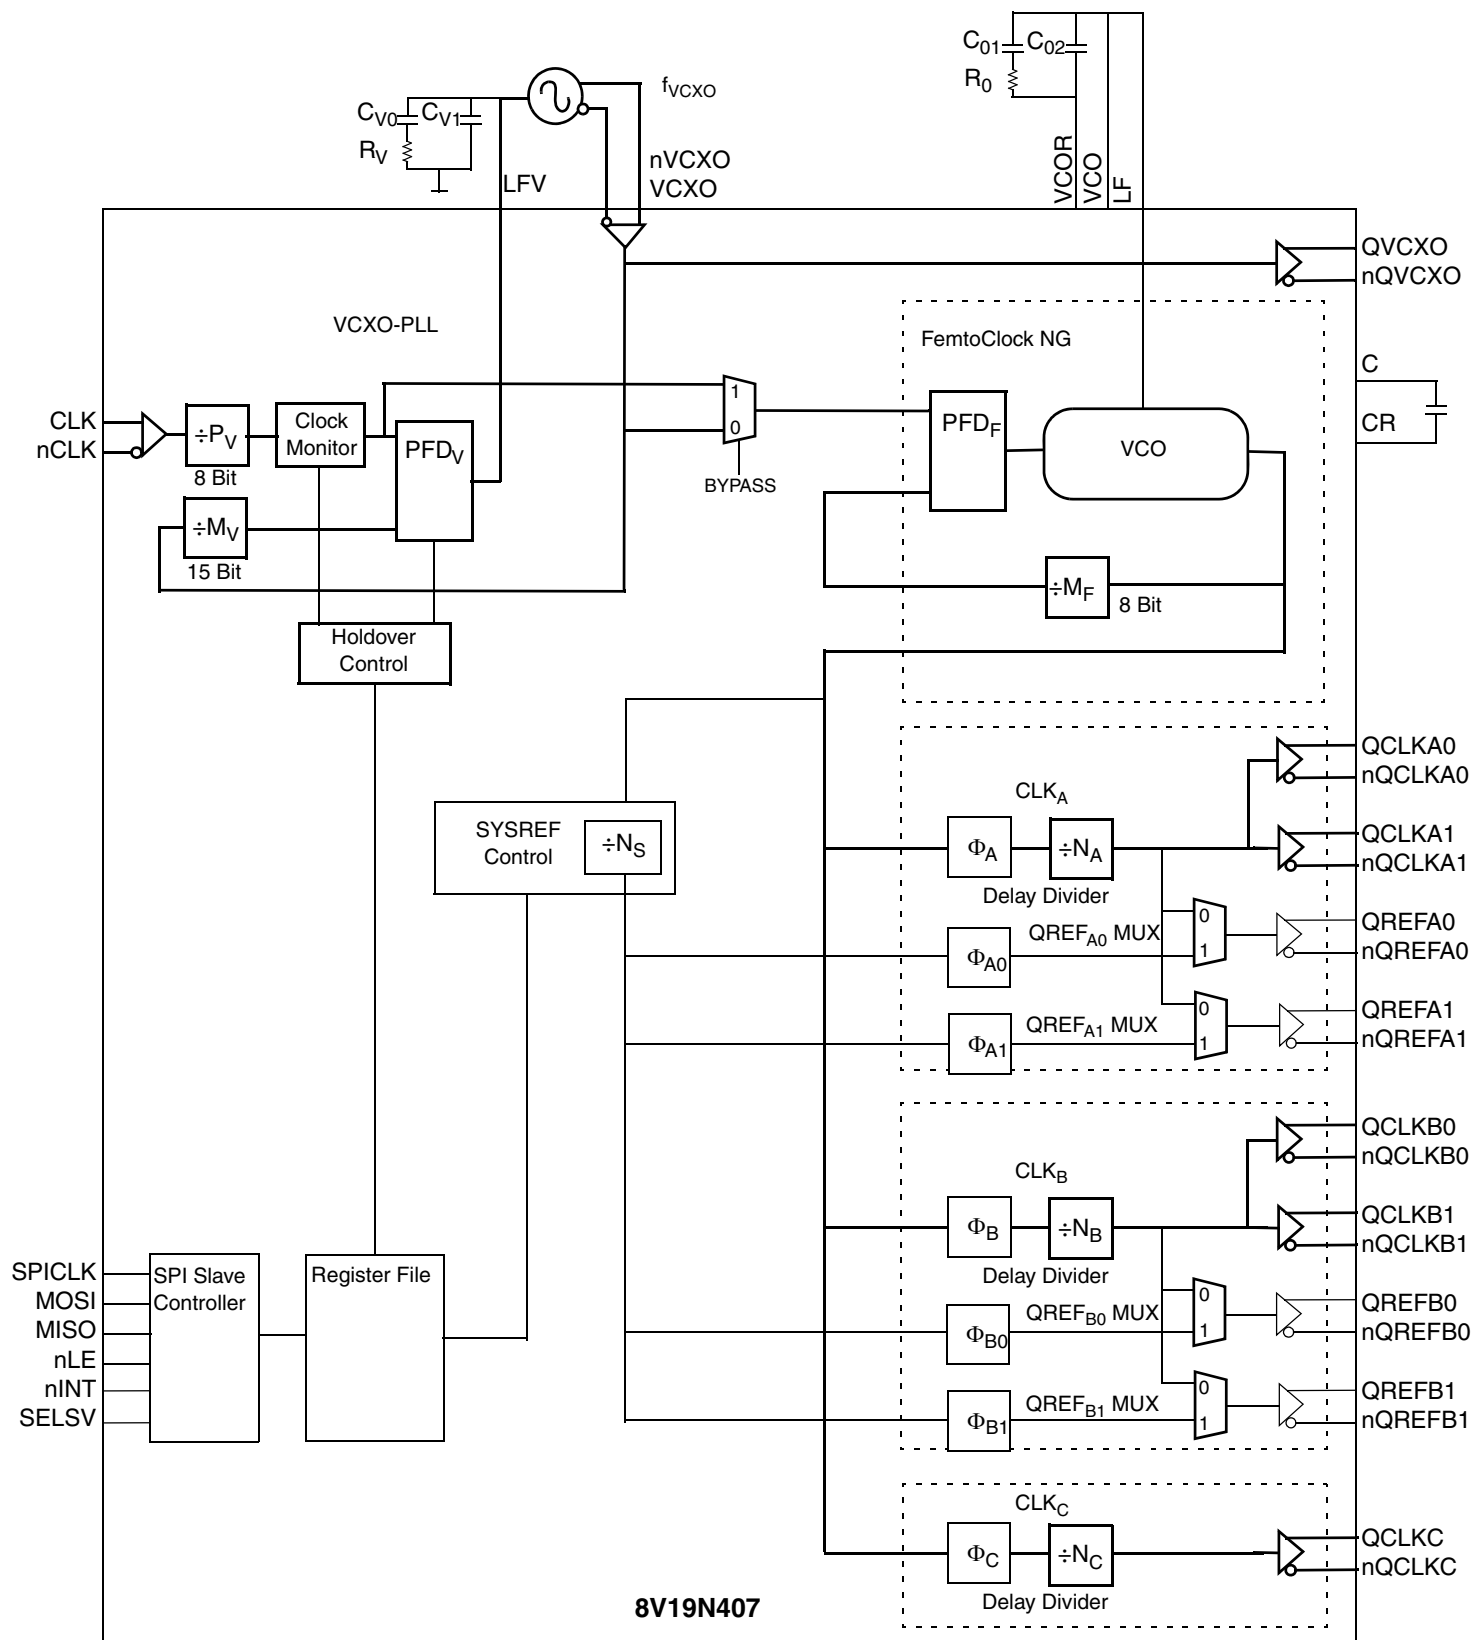 C01 C02
R0
fVCXO
CV0 CV1
RV
nVCXO
VCXO
LFV
VCOR
VCO
LF
QVCXO
nQVCXO
VCXO-PLL
FemtoClock NG
C
CR
CLK
nCLK
÷PV
8 Bit
Clock
Monitor
PFDV
1
0
BYPASS
PFDF
VCO
÷MV
15 Bit
÷MF
8 Bit
Holdover
Control
QCLKA0
nQCLKA0
CLKA
SYSREF
Control
÷NS
ΦA
÷NA
Delay Divider
QCLKA1
nQCLKA1
QREFA0 MUX
ΦA0
0
1
QREFA0
nQREFA0
QREFA1 MUX
ΦA1
0
1
QREFA1
nQREFA1
QCLKB0
nQCLKB0
CLKB
ΦB
÷NB
Delay Divider
QCLKB1
nQCLKB1
SPICLK
MOSI
MISO
nLE
nINT
SELSV
SPI Slave
Controller
Register File
QREFB0 MUX
ΦB0
0
1
QREFB0
nQREFB0
QREFB1 MUX
ΦB1
0
1
QREFB1
nQREFB1
CLKC
ΦC
÷NC
Delay Divider
QCLKC
nQCLKC
8V19N407